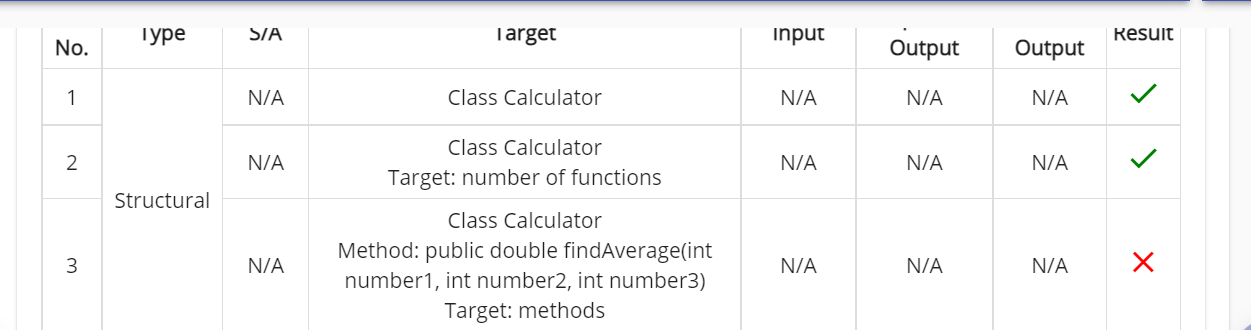 No. Type S/A Target Input Output Output Result
1 Structural N/A Class Calculator N/A N/A N/A
2 N/A Class Calculator
Target: number of functions N/A N/A N/A
3 N/A Class Calculator
Method: public double findAverage(int
number1, int number2, int number3)
Target: methods N/A N/A N/A